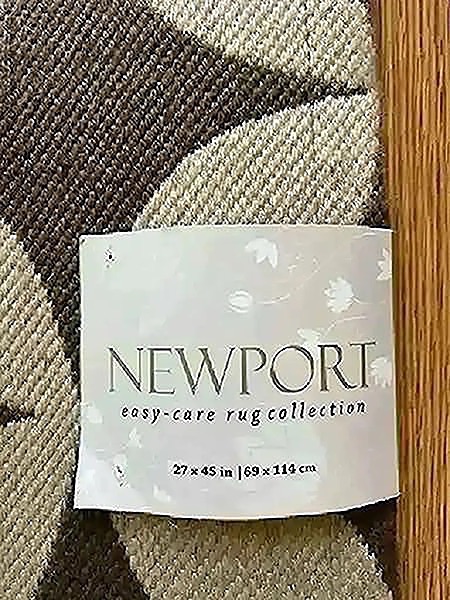 NEWPORT
easy-care rug collection
27 x 45 in | 69 x 114 cm